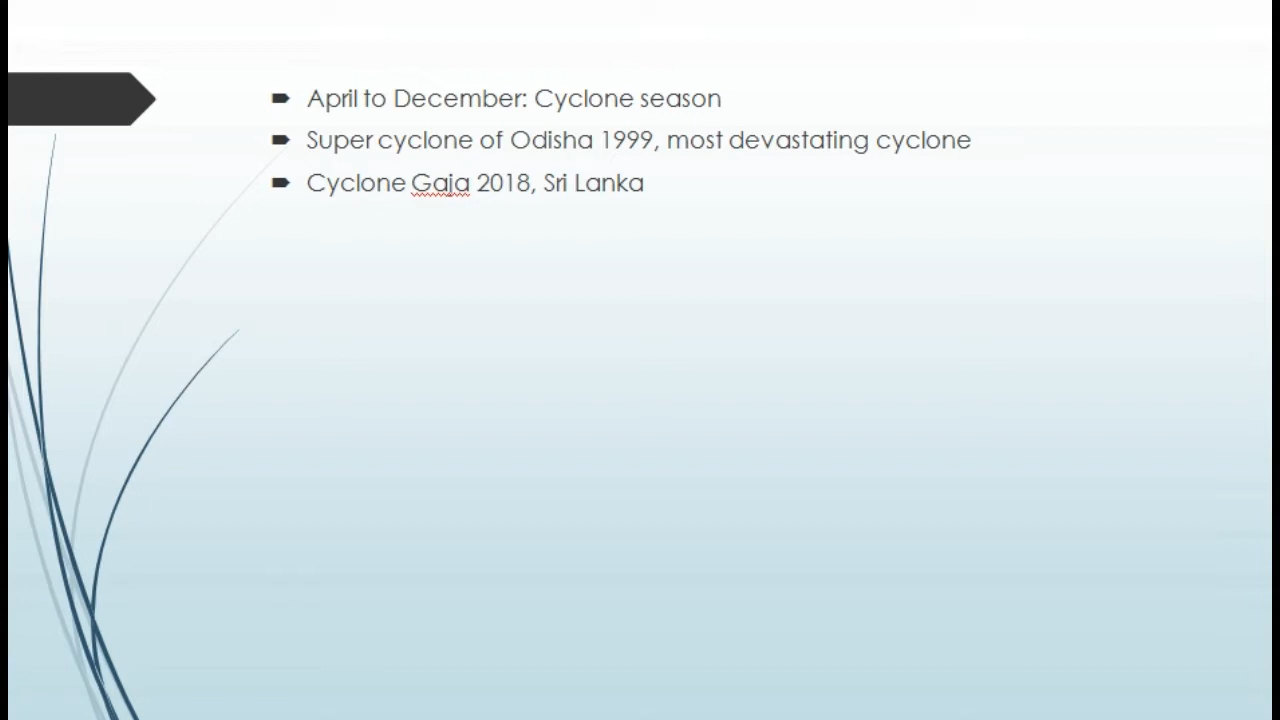 April to December: Cyclone season
Super cyclone of Odisha 1999, most devastating cyclone
Cyclone Gaja 2018, Sri Lanka